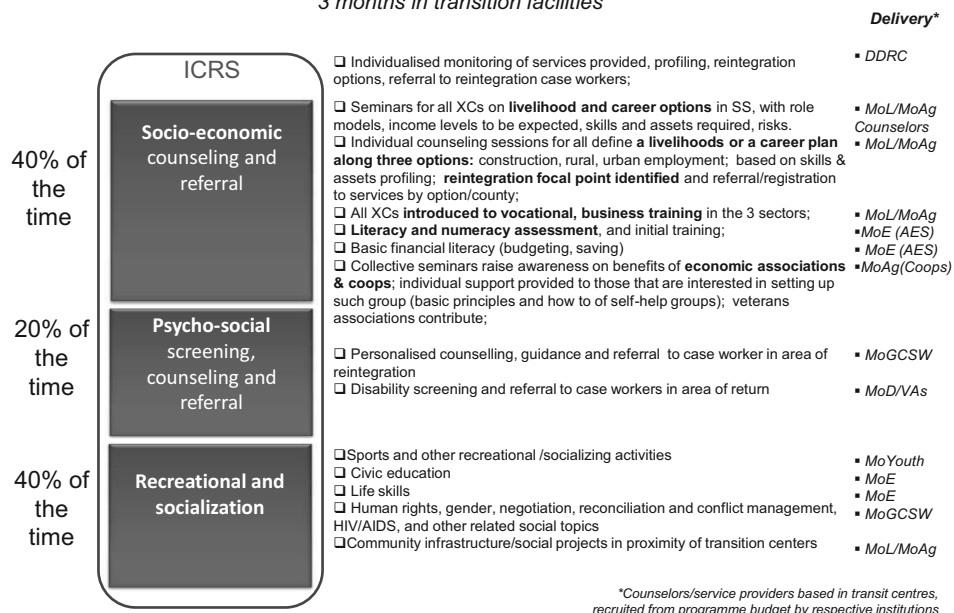 3 months in transition facilities
Delivery*
ICRS
❑ Individualised monitoring of services provided, profiling, reintegration
options, referral to reintegration case workers;
▪ DDRC
40% of
the
time
Socio-economic
counseling and
referral
❑ Seminars for all XCs on livelihood and career options in SS, with role
models, income levels to be expected, skills and assets required, risks.
❑ Individual counseling sessions for all define a livelihoods or a career plan
along three options: construction, rural, urban employment; based on skills &
assets profiling; reintegration focal point identified and referral/registration
to services by option/county;
❑ All XCs introduced to vocational, business training in the 3 sectors;
❑ Literacy and numeracy assessment, and initial training;
❑ Basic financial literacy (budgeting, saving)
❑ Collective seminars raise awareness on benefits of economic associations
& coops; individual support provided to those that are interested in setting up
such group (basic principles and how to of self-help groups); veterans
associations contribute;
▪ MoL/MoAg
Counselors
▪ MoL/MoAg
▪ MoL/MoAg
▪MoE (AES)
▪ MoE (AES)
▪MoAg(Coops)
20% of
the
time
Psycho-social
screening,
counseling and
referral
❑ Personalised counselling, guidance and referral to case worker in area of
reintegration
❑ Disability screening and referral to case workers in area of return
▪ MoGCSW
▪ MoD/VAs
40% of
the
time
Recreational and
socialization
❑Sports and other recreational /socializing activities
❑ Civic education
❑ Life skills
❑ Human rights, gender, negotiation, reconciliation and conflict management,
HIV/AIDS, and other related social topics
❑Community infrastructure/social projects in proximity of transition centers
▪ MoYouth
▪ MoE
▪ MoE
▪ MoGCSW
▪ MoL/MoAg
*Counselors/service providers based in transit centres,
recruited from programme budget by respective institutions